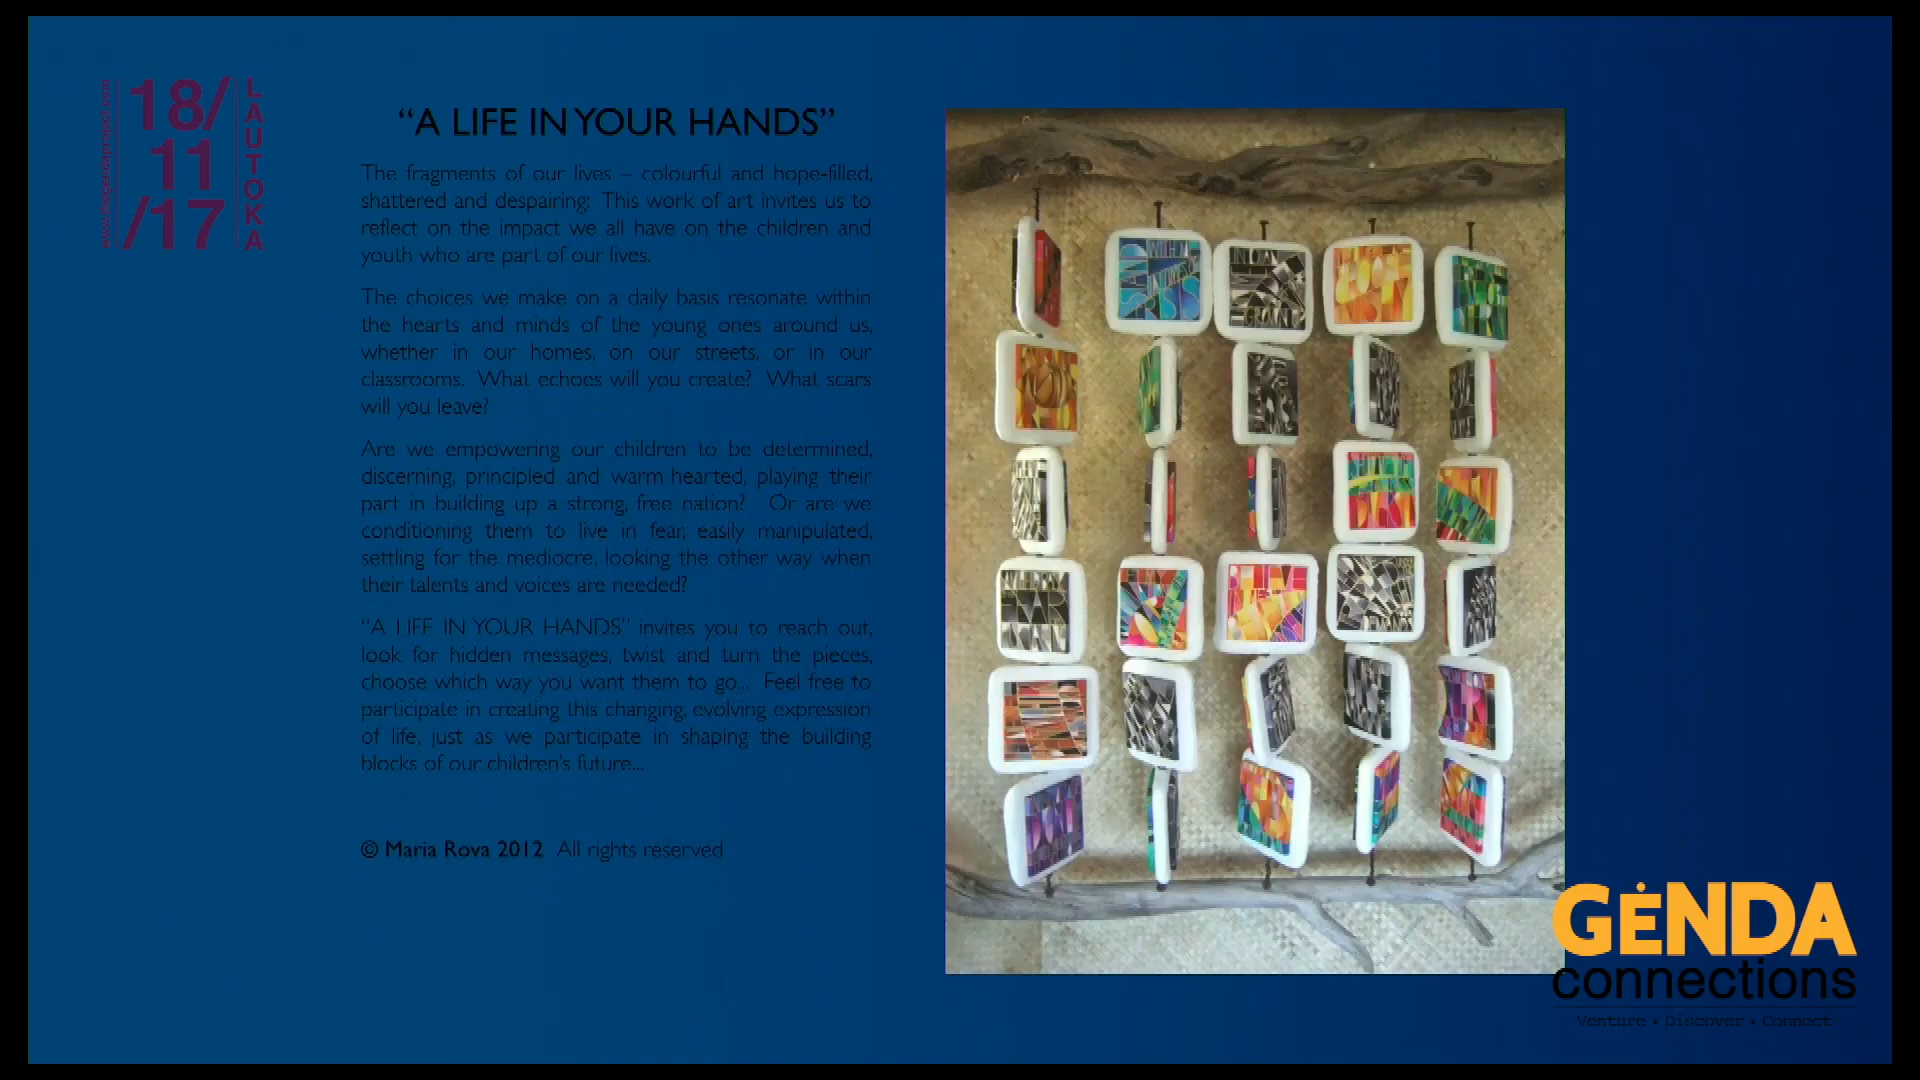 www.thegendaproject.com
18/
11
/17
LAUTOKA
“A LIFE IN YOUR HANDS”
The fragments of our lives – colourful and hope-filled,
shattered and despairing: This work of art invites us to
reflect on the impact we all have on the children and
youth who are part of our lives.
The choices we make on a daily basis resonate within
the hearts and minds of the young ones around us,
whether in our homes, on our streets, or in our
classrooms. What echoes will you create? What scars
will you leave?
Are we empowering our children to be determined,
discerning, principled and warm hearted, playing their
part in building up a strong, free nation? Or are we
conditioning them to live in fear, easily manipulated,
settling for the mediocre, looking the other way when
their talents and voices are needed?
“A LIFE IN YOUR HANDS” invites you to reach out,
look for hidden messages, twist and turn the pieces,
choose which way you want them to go... Feel free to
participate in creating this changing, evolving expression
of life, just as we participate in shaping the building
blocks of our children’s future...
© Maria Rova 2012 All rights reserved
GĖNDA
connections
Venture • Discover • Connect